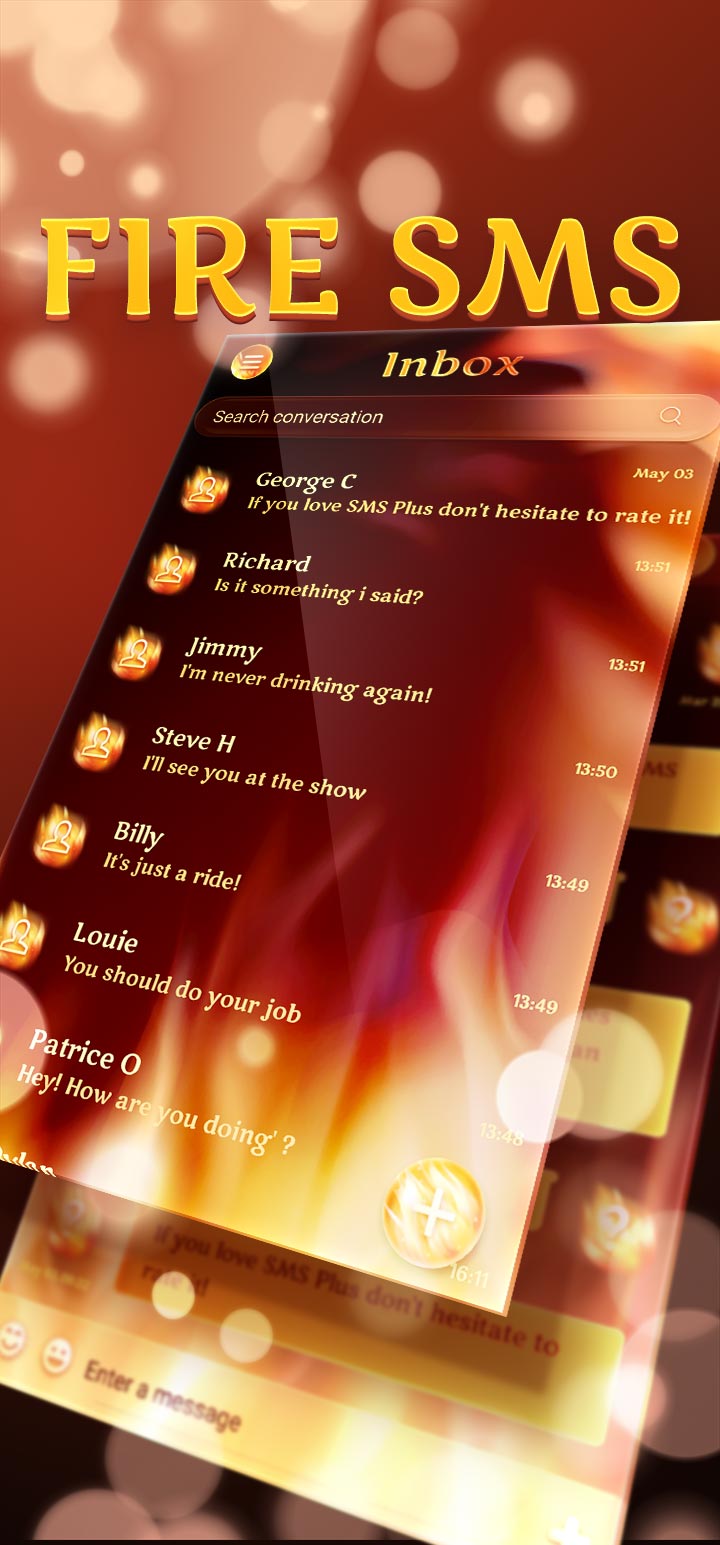 FIRE SMS
Inbox
Search conversation
George C
May 03
If you love SMS Plus don't hesitate to rate it!
Richard
13:51
Is it something i said?
Jimmy
13:51
I'm never drinking again!
Steve H
13:50
I'll see you at the show
Billy
13:49
It's just a ride!
Louie
13:49
You should do your job
Patrice O
13:48
Hey! How are you doing' ?
Dylan
16:11
SMS
an
If you love SMS Plus don't hesitate to
rate it!
Enter a message